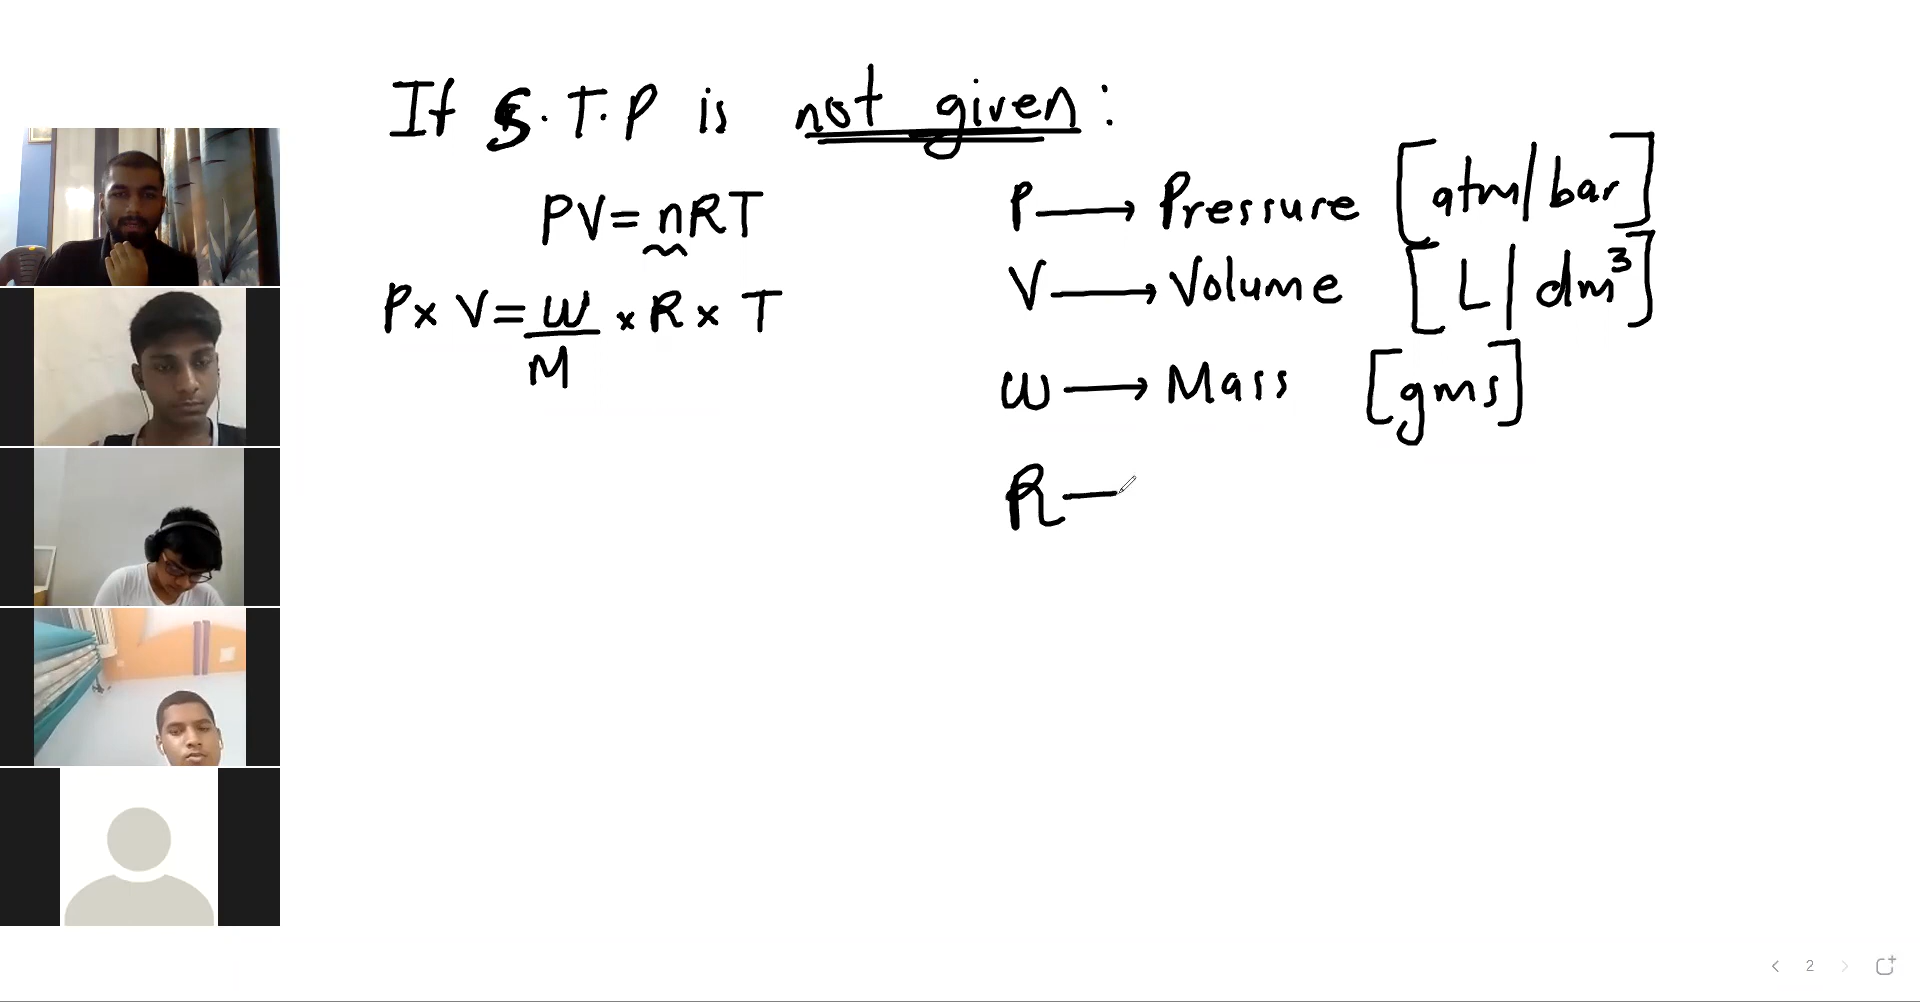 If S.T.P is not given:
PV=nRT
P× V= W/M × R × T
P → Pressure [atm/bar]
V → Volume [L|dm³]
W → Mass [gms]
R —
2